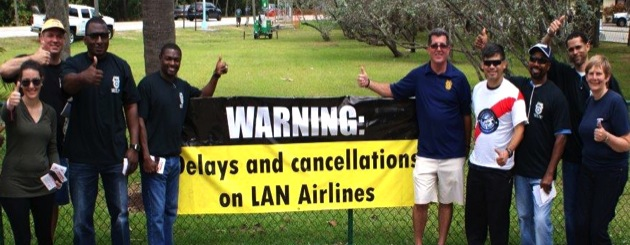 WARNING:
Delays and cancellations
on LAN Airlines